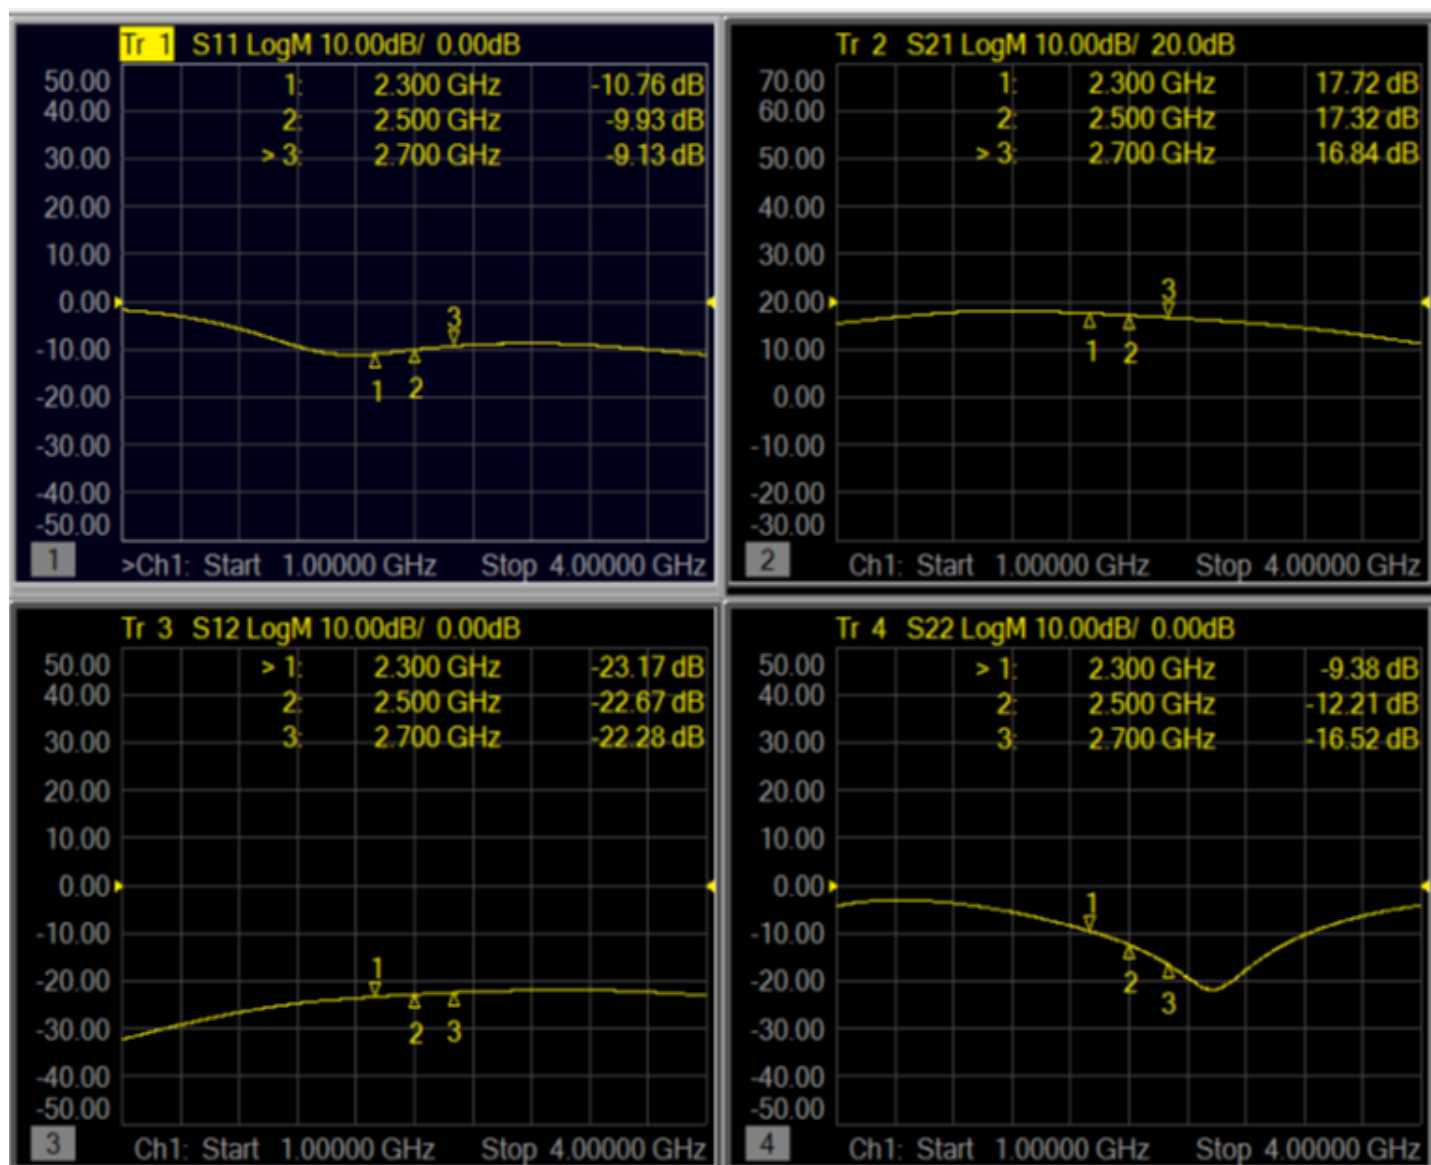 Tr 1 S11 LogM 10.00dB/ 0.00dB
50.00
40.00
30.00
20.00
10.00
0.00
-10.00
-20.00
-30.00
-40.00
-50.00
1: 2.300 GHz -10.76 dB
2: 2.500 GHz -9.93 dB
> 3: 2.700 GHz -9.13 dB
3
1
2
1 >Ch1: Start 1.00000 GHz Stop 4.00000 GHz
Tr 2 S21 LogM 10.00dB/ 20.0dB
70.00
60.00
50.00
40.00
30.00
20.00
10.00
0.00
-10.00
-20.00
-30.00
1: 2.300 GHz 17.72 dB
2: 2.500 GHz 17.32 dB
> 3: 2.700 GHz 16.84 dB
3
1
2
2 Ch1: Start 1.00000 GHz Stop 4.00000 GHz
Tr 3 S12 LogM 10.00dB/ 0.00dB
50.00
40.00
30.00
20.00
10.00
0.00
-10.00
-20.00
-30.00
-40.00
-50.00
> 1: 2.300 GHz -23.17 dB
2: 2.500 GHz -22.67 dB
3: 2.700 GHz -22.28 dB
1
2
3
3 Ch1: Start 1.00000 GHz Stop 4.00000 GHz
Tr 4 S22 LogM 10.00dB/ 0.00dB
50.00
40.00
30.00
20.00
10.00
0.00
-10.00
-20.00
-30.00
-40.00
-50.00
> 1: 2.300 GHz -9.38 dB
2: 2.500 GHz -12.21 dB
3: 2.700 GHz -16.52 dB
1
2
3
4 Ch1: Start 1.00000 GHz Stop 4.00000 GHz